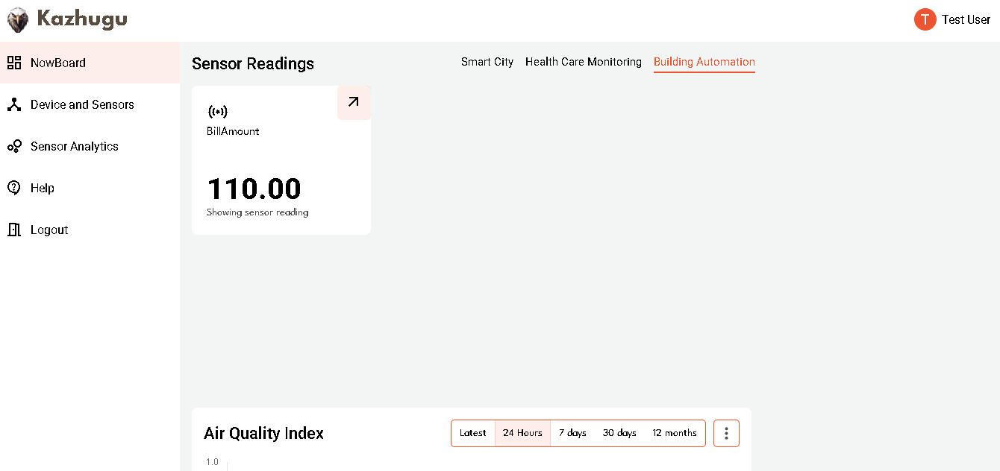 Kazhugu
T Test User
NowBoard
Device and Sensors
Sensor Analytics
Help
Logout
Sensor Readings
Smart City Health Care Monitoring Building Automation
BillAmount
110.00
Showing sensor reading
Air Quality Index
Latest 24 Hours 7 days 30 days 12 months
1.0